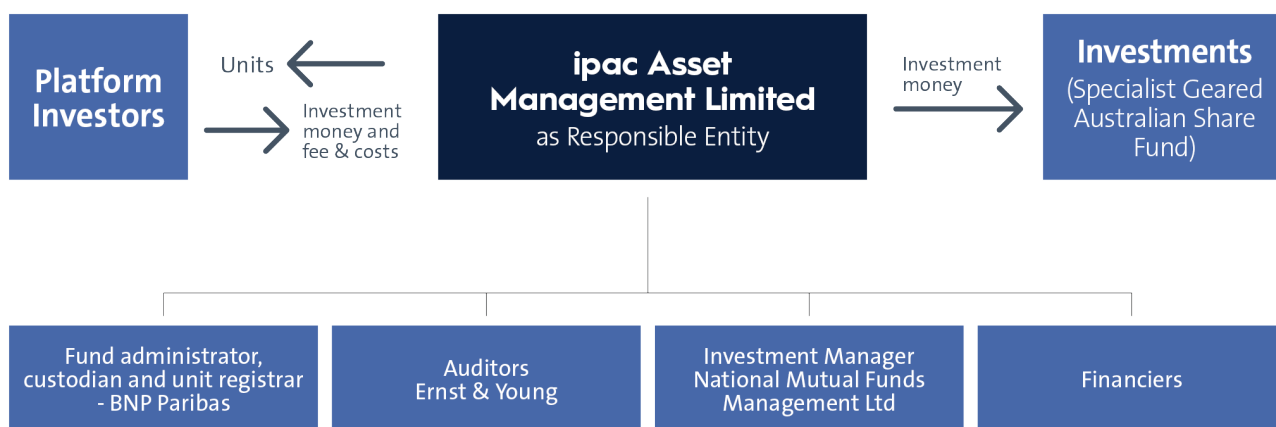 Platform
Investors
Units
Investment
money and
fee & costs
ipac Asset
Management Limited
as Responsible Entity
Investment
money
Investments
(Specialist Geared
Australian Share
Fund)
Fund administrator,
custodian and unit registrar
- BNP Paribas
Auditors
Ernst & Young
Investment Manager
National Mutual Funds
Management Ltd
Financiers